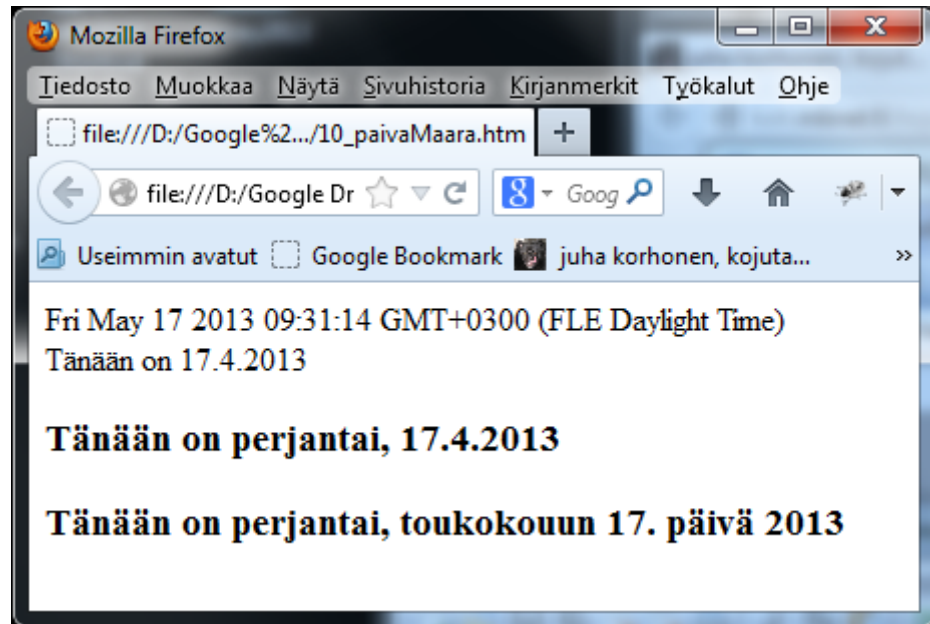 Mozilla Firefox
Tiedosto Muokkaa Näytä Sivuhistoria Kirjanmerkit Työkalut Ohje
file:///D:/Google%2.../10_paivaMaara.htm +
file:///D:/Google Dr 8 Goog
Useimmin avatut Google Bookmark juha korhonen, kojuta... »
Fri May 17 2013 09:31:14 GMT+0300 (FLE Daylight Time)
Tänään on 17.4.2013
Tänään on perjantai, 17.4.2013
Tänään on perjantai, toukokouun 17. päivä 2013